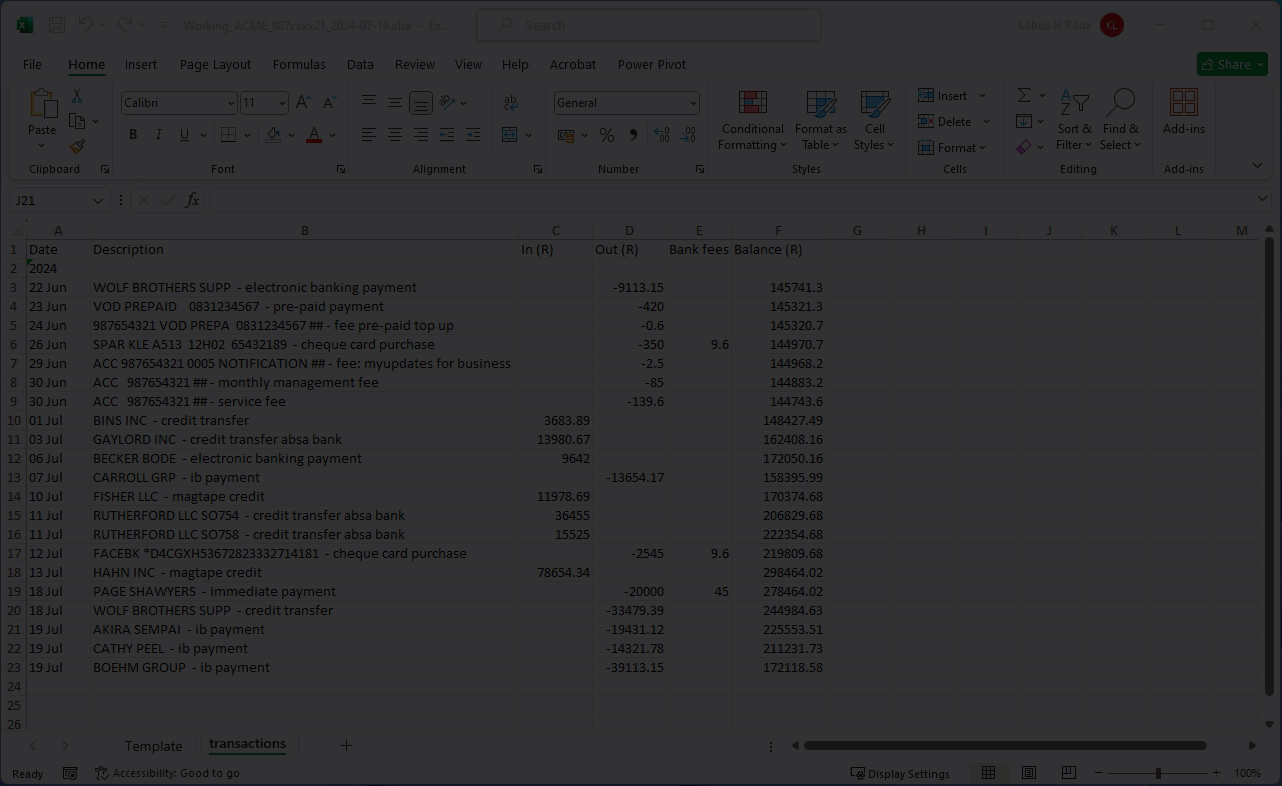 Working_ACME_987xxxx21_2024-07-19.xlsx - Ex...
Search
Kobus le Roux
KL
File Home Insert Page Layout Formulas Data Review View Help Acrobat Power Pivot
Share
Paste
Calibri
11
General
Conditional Formatting
Format as Table
Cell Styles
Insert
Delete
Format
Sort & Filter
Find & Select
Add-ins
Clipboard Font Alignment Number Styles Cells Editing Add-ins
J21
fx
A B C D E F G H I J K L M
1 Date Description In (R) Out (R) Bank fees Balance (R)
2 2024
3 22 Jun WOLF BROTHERS SUPP - electronic banking payment -9113.15 145741.3
4 23 Jun VOD PREPAID 0831234567 - pre-paid payment -420 145321.3
5 24 Jun 987654321 VOD PREPA 0831234567 ## - fee pre-paid top up -0.6 145320.7
6 26 Jun SPAR KLE A513 12H02 65432189 - cheque card purchase -350 9.6 144970.7
7 29 Jun ACC 987654321 0005 NOTIFICATION ## - fee: myupdates for business -2.5 144968.2
8 30 Jun ACC 987654321 ## - monthly management fee -85 144883.2
9 30 Jun ACC 987654321 ## - service fee -139.6 144743.6
10 01 Jul BINS INC - credit transfer 3683.89 148427.49
11 03 Jul GAYLORD INC - credit transfer absa bank 13980.67 162408.16
12 06 Jul BECKER BODE - electronic banking payment 9642 172050.16
13 07 Jul CARROLL GRP - ib payment -13654.17 158395.99
14 10 Jul FISHER LLC - magtape credit 11978.69 170374.68
15 11 Jul RUTHERFORD LLC SO754 - credit transfer absa bank 36455 206829.68
16 11 Jul RUTHERFORD LLC SO758 - credit transfer absa bank 15525 222354.68
17 12 Jul FACEBK *D4CGXH53672823332714181 - cheque card purchase -2545 9.6 219809.68
18 13 Jul HAHN INC - magtape credit 78654.34 298464.02
19 18 Jul PAGE SHAWYERS - immediate payment -20000 45 278464.02
20 18 Jul WOLF BROTHERS SUPP - credit transfer -33479.39 244984.63
21 19 Jul AKIRA SEMPAI - ib payment -19431.12 225553.51
22 19 Jul CATHY PEEL - ib payment -14321.78 211231.73
23 19 Jul BOEHM GROUP - ib payment -39113.15 172118.58
24
25
26
Template transactions
Ready Accessibility: Good to go Display Settings 100%